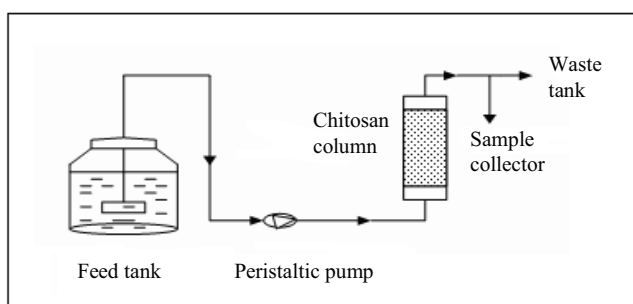 Waste
tank
Chitosan
column
Sample
collector
Feed tank
Peristaltic pump